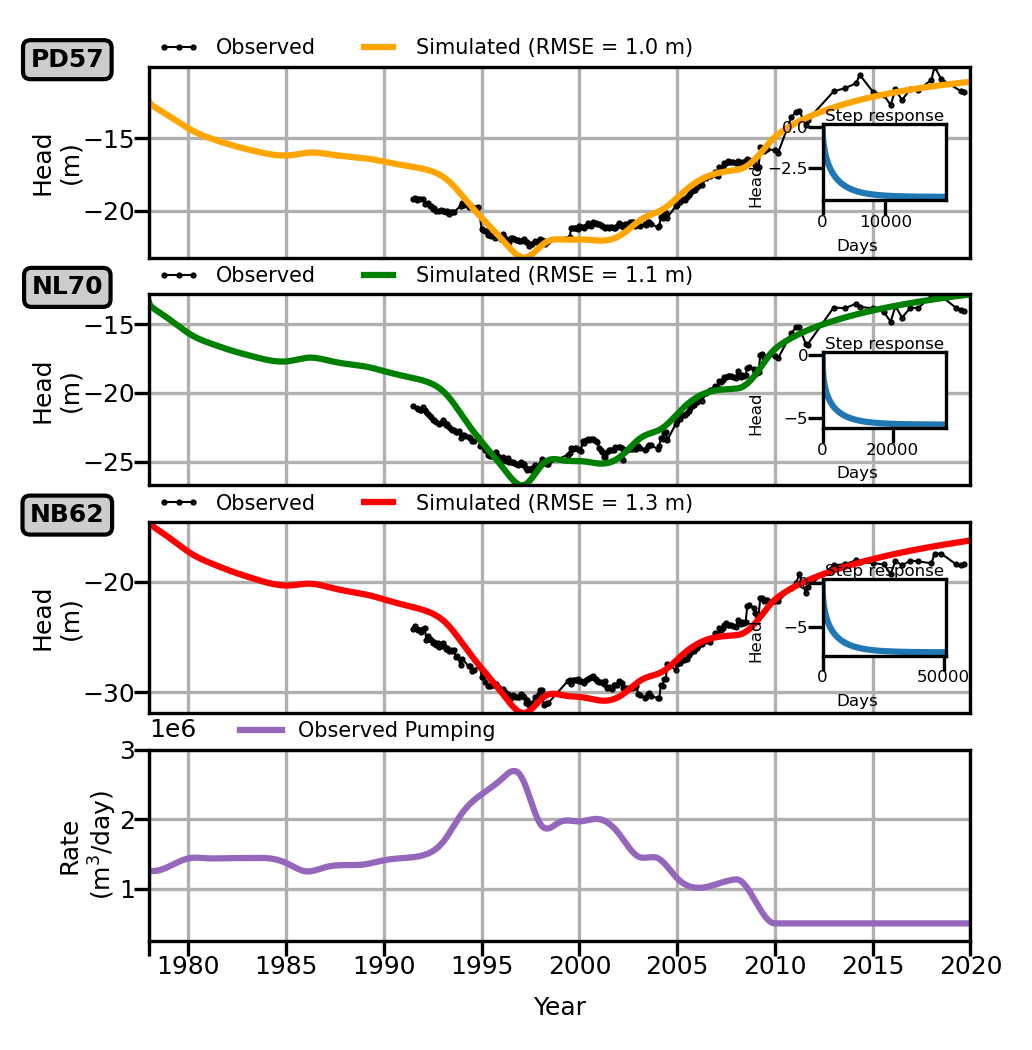 PD57
Observed Simulated (RMSE = 1.0 m)
Head
(m)
−15
−20
Step response
0.0
−2.5
Head
0 10000
Days
NL70
Observed Simulated (RMSE = 1.1 m)
Head
(m)
−15
−20
−25
Step response
0
−5
Head
0 20000
Days
NB62
Observed Simulated (RMSE = 1.3 m)
Head
(m)
−20
−30
Step response
0
−5
Head
0 50000
Days
1e6 Observed Pumping
Rate
(m³/day)
3
2
1
1980 1985 1990 1995 2000 2005 2010 2015 2020
Year